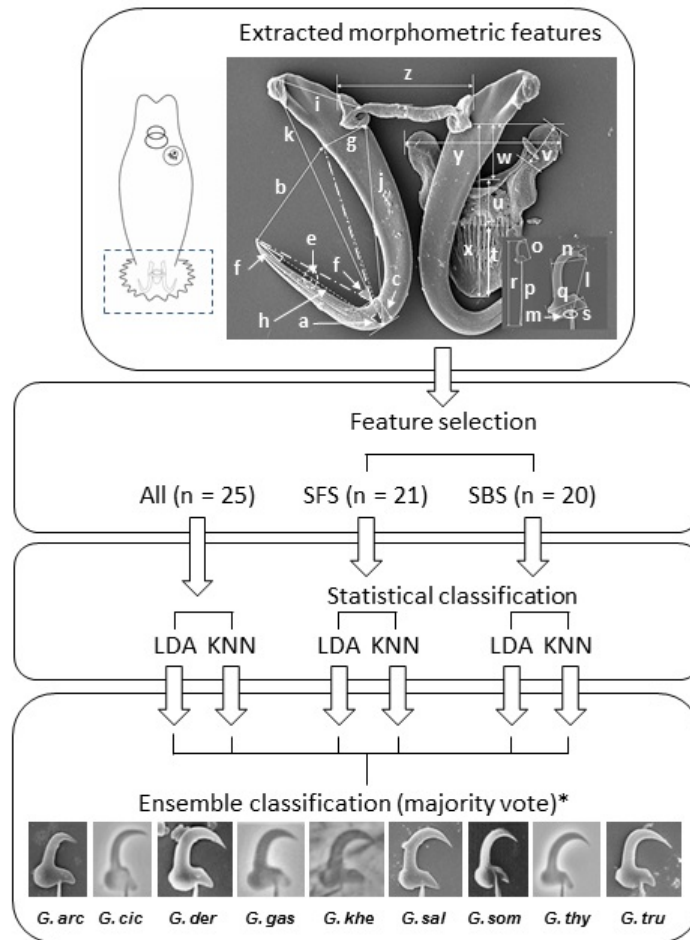 Extracted morphometric features
z
i
k
g
y
w
v
b
j
u
e
x
t
o
n
f
f
c
r
p
l
h
q
a
m
s
Feature selection
All (n = 25) SFS (n = 21) SBS (n = 20)
Statistical classification
LDA KNN LDA KNN LDA KNN
Ensemble classification (majority vote)*
G. arc G. cic G. der G. gas G. khe G. sal G. som G. thy G. tru